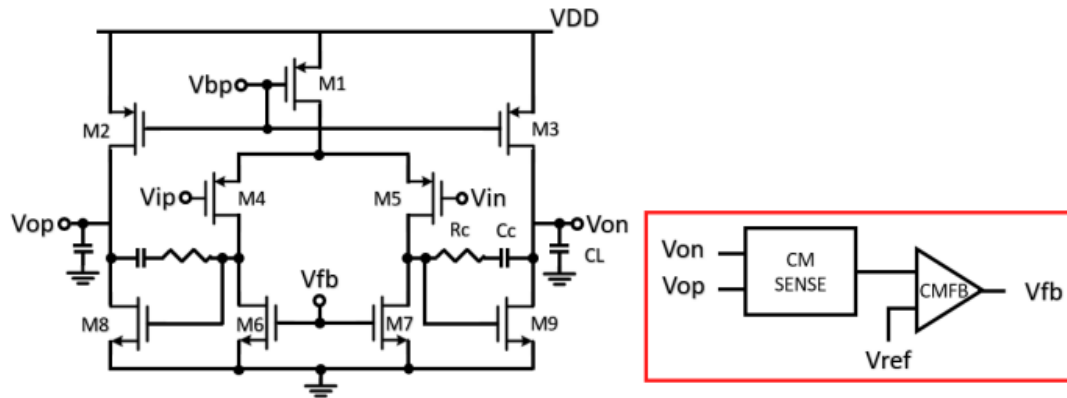 VDD
Vbp
M1
M2
M3
Vip
M4
M5
Vin
Vop
Rc
Cc
Von
CL
Vfb
M8
M6
M7
M9
Von
Vop
CM
SENSE
CMFB
Vfb
Vref